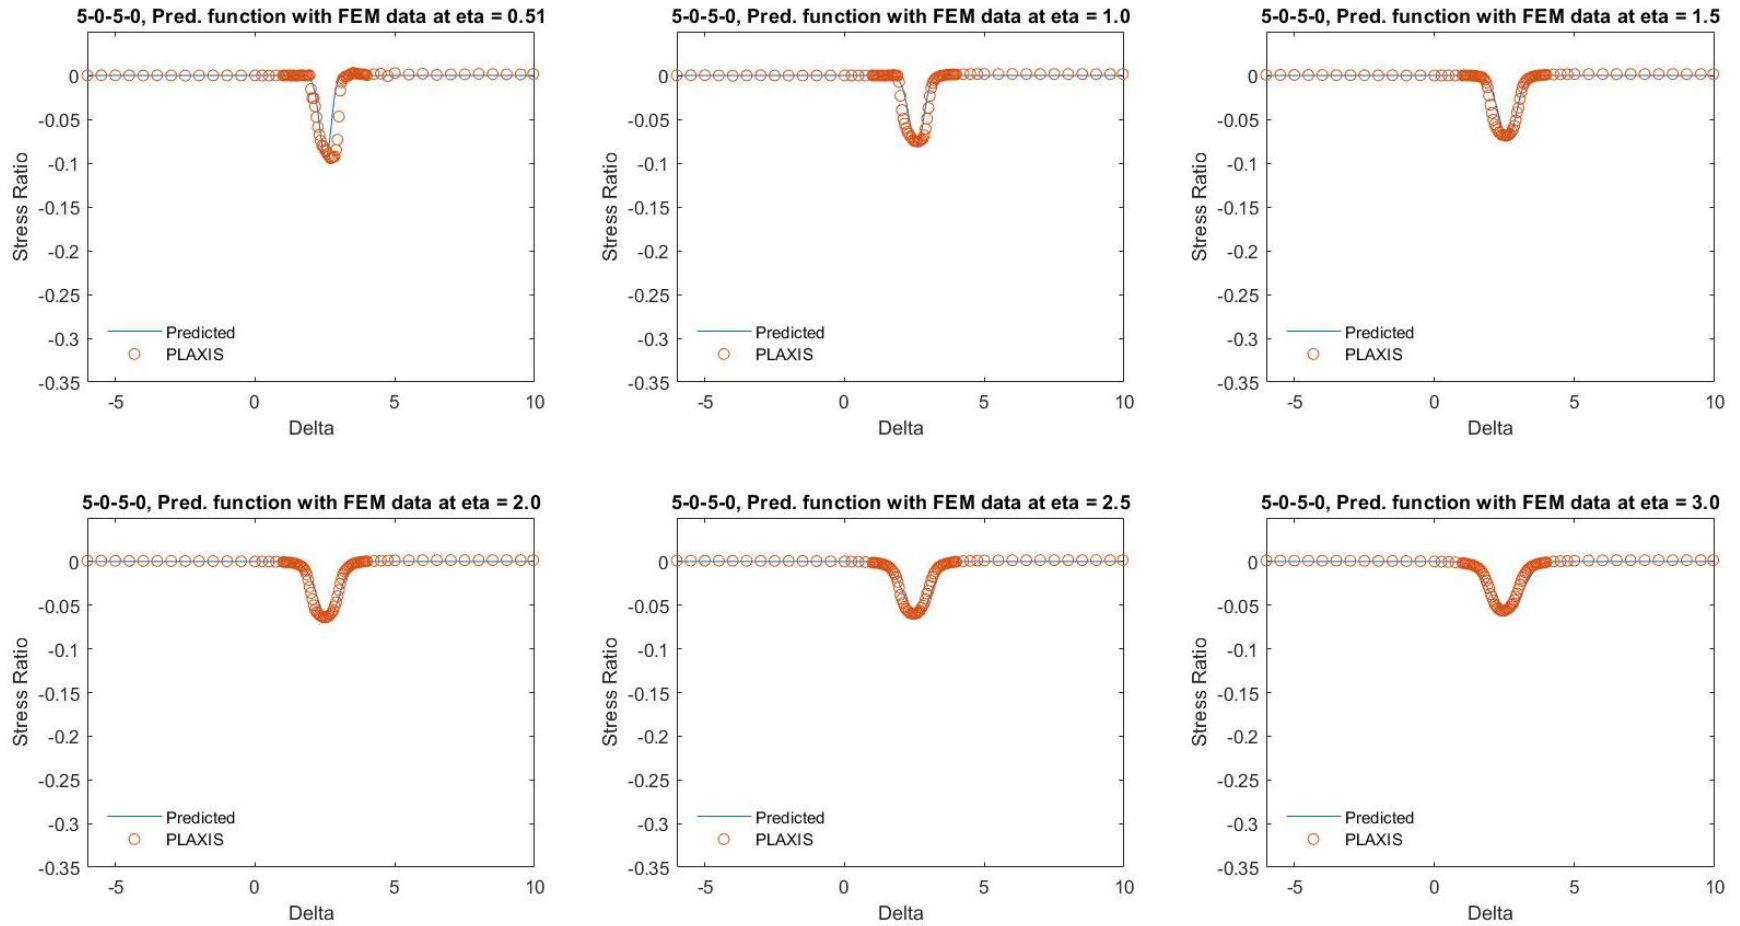 5-0-5-0, Pred. function with FEM data at eta = 0.51
0
-0.05
-0.1
-0.15
-0.2
-0.25
-0.3
-0.35
Stress Ratio
Predicted
PLAXIS
-5
0
5
10
Delta
5-0-5-0, Pred. function with FEM data at eta = 1.0
0
-0.05
-0.1
-0.15
-0.2
-0.25
-0.3
-0.35
Stress Ratio
Predicted
PLAXIS
-5
0
5
10
Delta
5-0-5-0, Pred. function with FEM data at eta = 1.5
0
-0.05
-0.1
-0.15
-0.2
-0.25
-0.3
-0.35
Stress Ratio
Predicted
PLAXIS
-5
0
5
10
Delta
5-0-5-0, Pred. function with FEM data at eta = 2.0
0
-0.05
-0.1
-0.15
-0.2
-0.25
-0.3
-0.35
Stress Ratio
Predicted
PLAXIS
-5
0
5
10
Delta
5-0-5-0, Pred. function with FEM data at eta = 2.5
0
-0.05
-0.1
-0.15
-0.2
-0.25
-0.3
-0.35
Stress Ratio
Predicted
PLAXIS
-5
0
5
10
Delta
5-0-5-0, Pred. function with FEM data at eta = 3.0
0
-0.05
-0.1
-0.15
-0.2
-0.25
-0.3
-0.35
Stress Ratio
Predicted
PLAXIS
-5
0
5
10
Delta